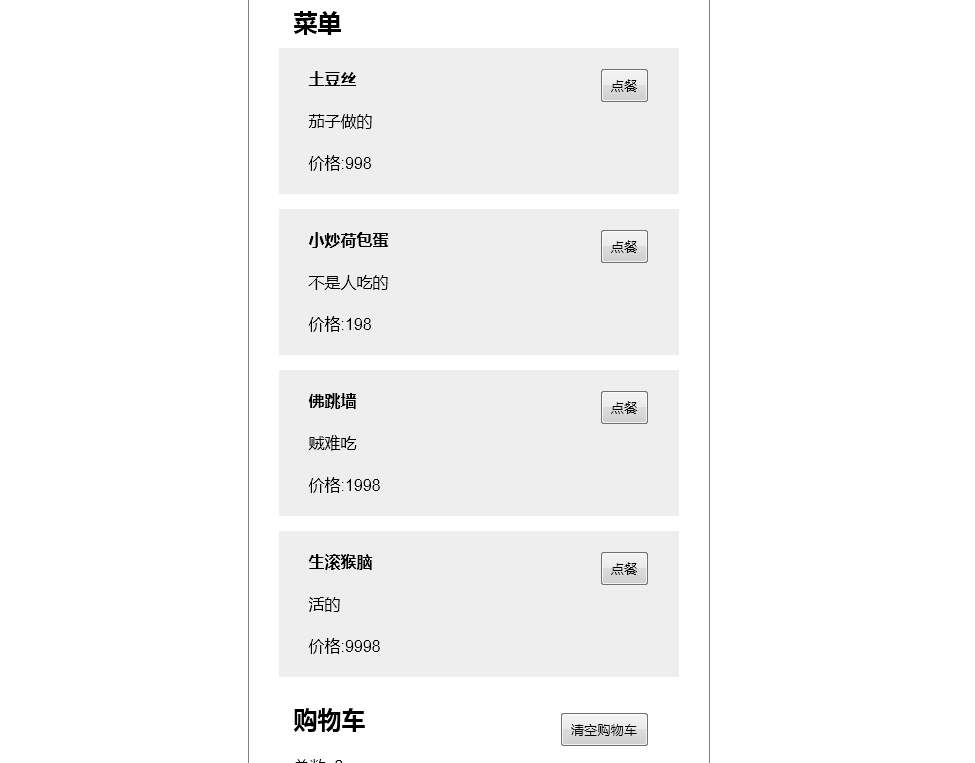 菜单
土豆丝
点餐
茄子做的
价格:998
小炒荷包蛋
点餐
不是人吃的
价格:198
佛跳墙
点餐
贼难吃
价格:1998
生滚猴脑
点餐
活的
价格:9998
购物车
清空购物车